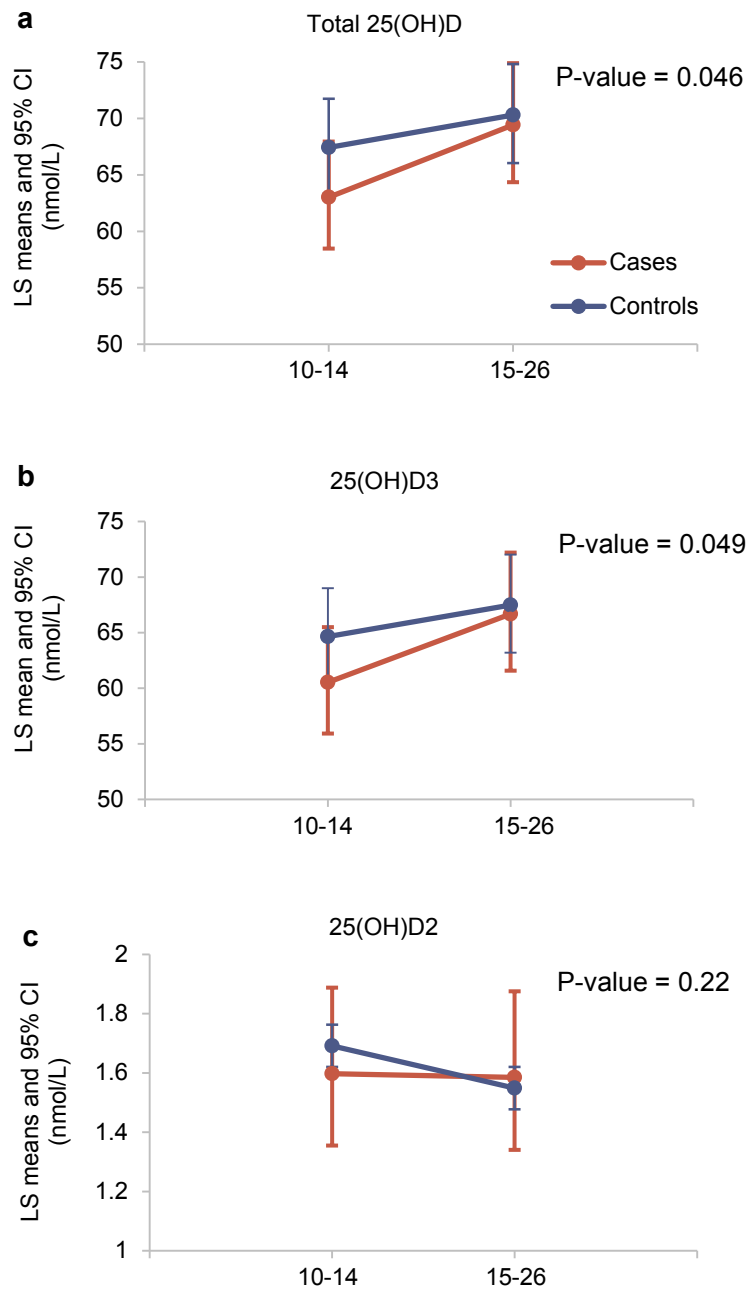 a
Total 25(OH)D
P-value = 0.046
LS means and 95% CI
(nmol/L)
75
70
65
60
55
50
Cases
Controls
10-14
15-26
b
25(OH)D3
P-value = 0.049
LS mean and 95% CI
(nmol/L)
75
70
65
60
55
50
10-14
15-26
c
25(OH)D2
P-value = 0.22
LS means and 95% CI
(nmol/L)
2
1.8
1.6
1.4
1.2
1
10-14
15-26